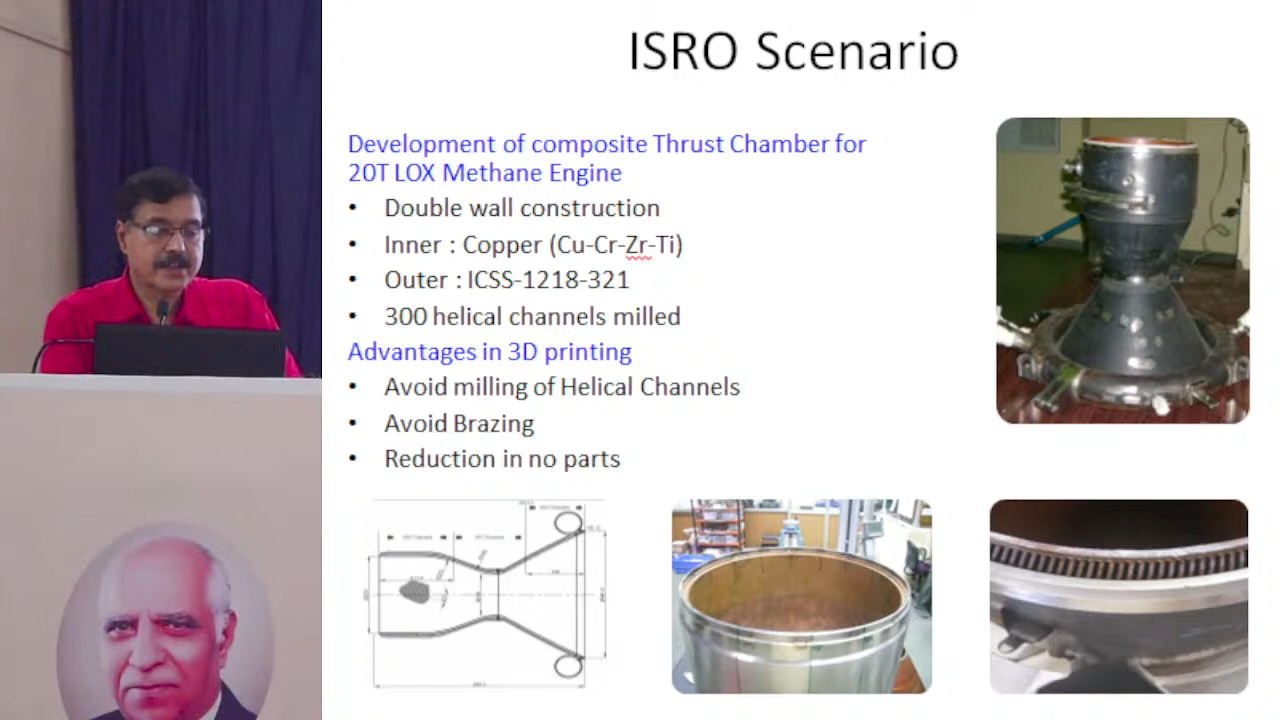 ISRO Scenario
Development of composite Thrust Chamber for
20T LOX Methane Engine
• Double wall construction
• Inner : Copper (Cu-Cr-Zr-Ti)
• Outer : ICSS-1218-321
• 300 helical channels milled
Advantages in 3D printing
• Avoid milling of Helical Channels
• Avoid Brazing
• Reduction in no parts